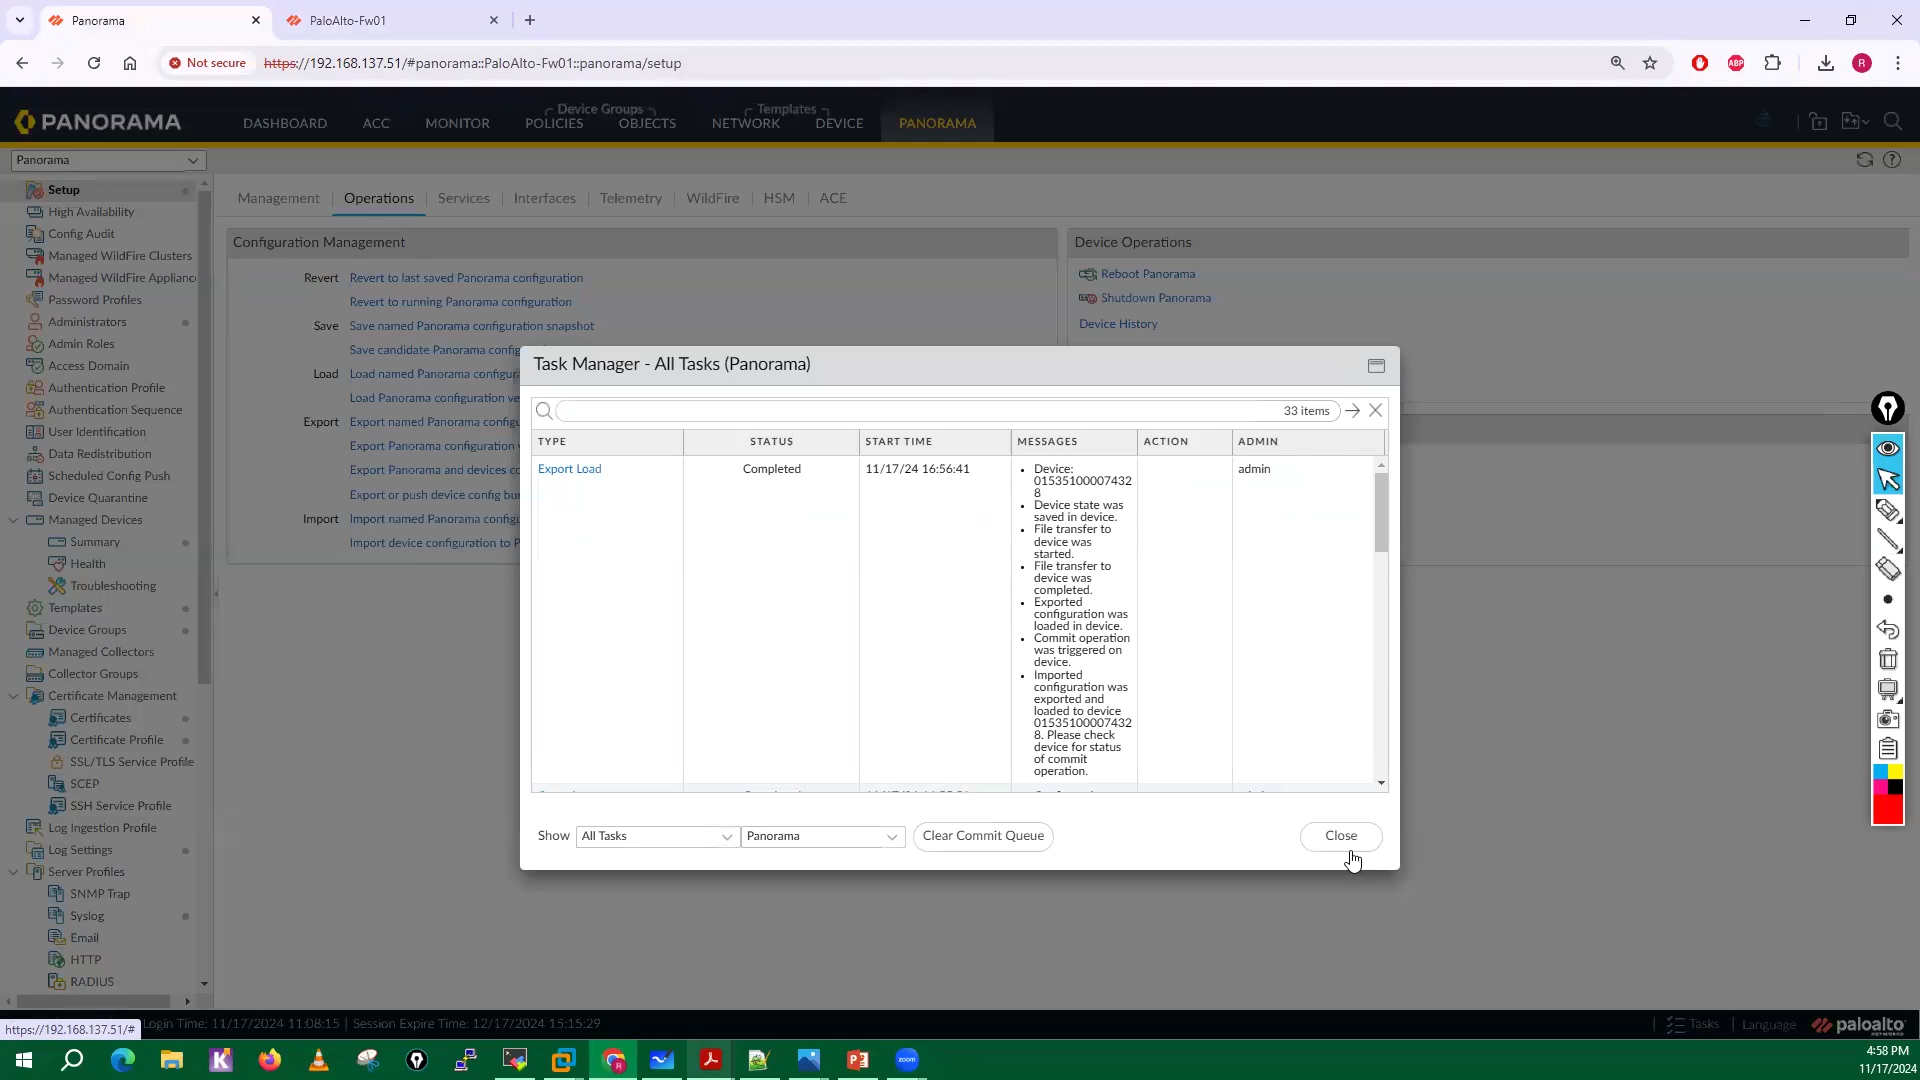 Panorama
PaloAlto-Fw01
Not secure https://192.168.137.51/#panorama::PaloAlto-Fw01::panorama/setup
ABP
R
PANORAMA
DASHBOARD
ACC
MONITOR
Device Groups
POLICIES
OBJECTS
Templates
NETWORK
DEVICE
PANORAMA
Panorama
Setup
High Availability
Config Audit
Managed WildFire Clusters
Managed WildFire Appliance
Password Profiles
Administrators
Admin Roles
Access Domain
Authentication Profile
Authentication Sequence
User Identification
Data Redistribution
Scheduled Config Push
Device Quarantine
Managed Devices
Summary
Health
Troubleshooting
Templates
Device Groups
Managed Collectors
Collector Groups
Certificate Management
Certificates
Certificate Profile
SSL/TLS Service Profile
SCEP
SSH Service Profile
Log Ingestion Profile
Log Settings
Server Profiles
SNMP Trap
Syslog
Email
HTTP
RADIUS
Management
Operations
Services
Interfaces
Telemetry
WildFire
HSM
ACE
Configuration Management
Revert Revert to last saved Panorama configuration
Revert to running Panorama configuration
Save Save named Panorama configuration snapshot
Save candidate Panorama config
Load Load named Panorama configur
Load Panorama configuration ve
Export Export named Panorama config
Export Panorama configuration
Export Panorama and devices co
Export or push device config bu
Import Import named Panorama config
Import device configuration to P
Device Operations
Reboot Panorama
Shutdown Panorama
Device History
Task Manager - All Tasks (Panorama)
33 items
TYPE STATUS START TIME MESSAGES ACTION ADMIN
Export Load Completed 11/17/24 16:56:41 admin
Device:
01535100007432
8
Device state was
saved in device.
File transfer to
device was
started.
File transfer to
device was
completed.
Exported
configuration was
loaded in device.
Commit operation
was triggered on
device.
Imported
configuration was
exported and
loaded to device
01535100007432
8. Please check
device for status
of commit
operation.
Show All Tasks Panorama Clear Commit Queue Close
https://192.168.137.51/#
Login Time: 11/17/2024 11:08:15 | Session Expire Time: 12/17/2024 15:15:29
Tasks | Language paloalto
NETWORKS
zoom
4:58 PM
11/17/2024